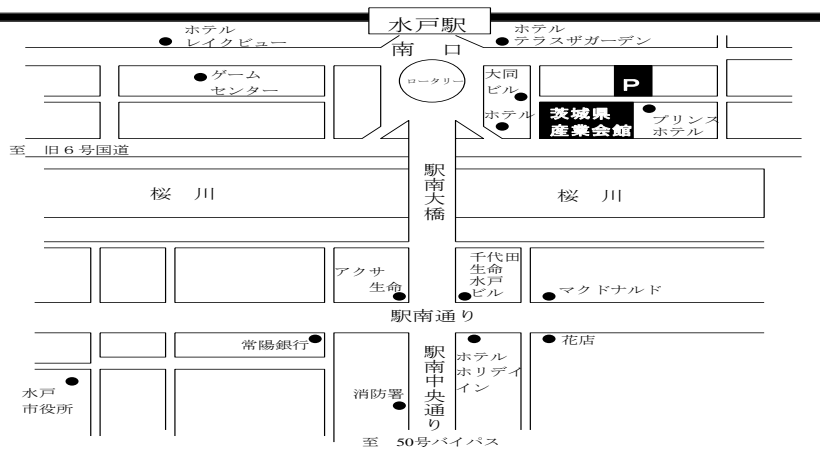 水戸駅
南 口
ホテル
レイクビュー
ホテル
テラスザガーデン
ゲーム
センター
ロータリー
大同
ビル
ホテル
P
茨城県
産業会館
プリンス
ホテル
至 旧6号国道
駅南大橋
桜 川
桜 川
アクサ
生命
千代田
生命
水戸
ビル
マクドナルド
駅南通り
常陽銀行
駅南中央通り
ホテル
ホリデイ
イン
花店
水戸
市役所
消防署
至 50号バイパス